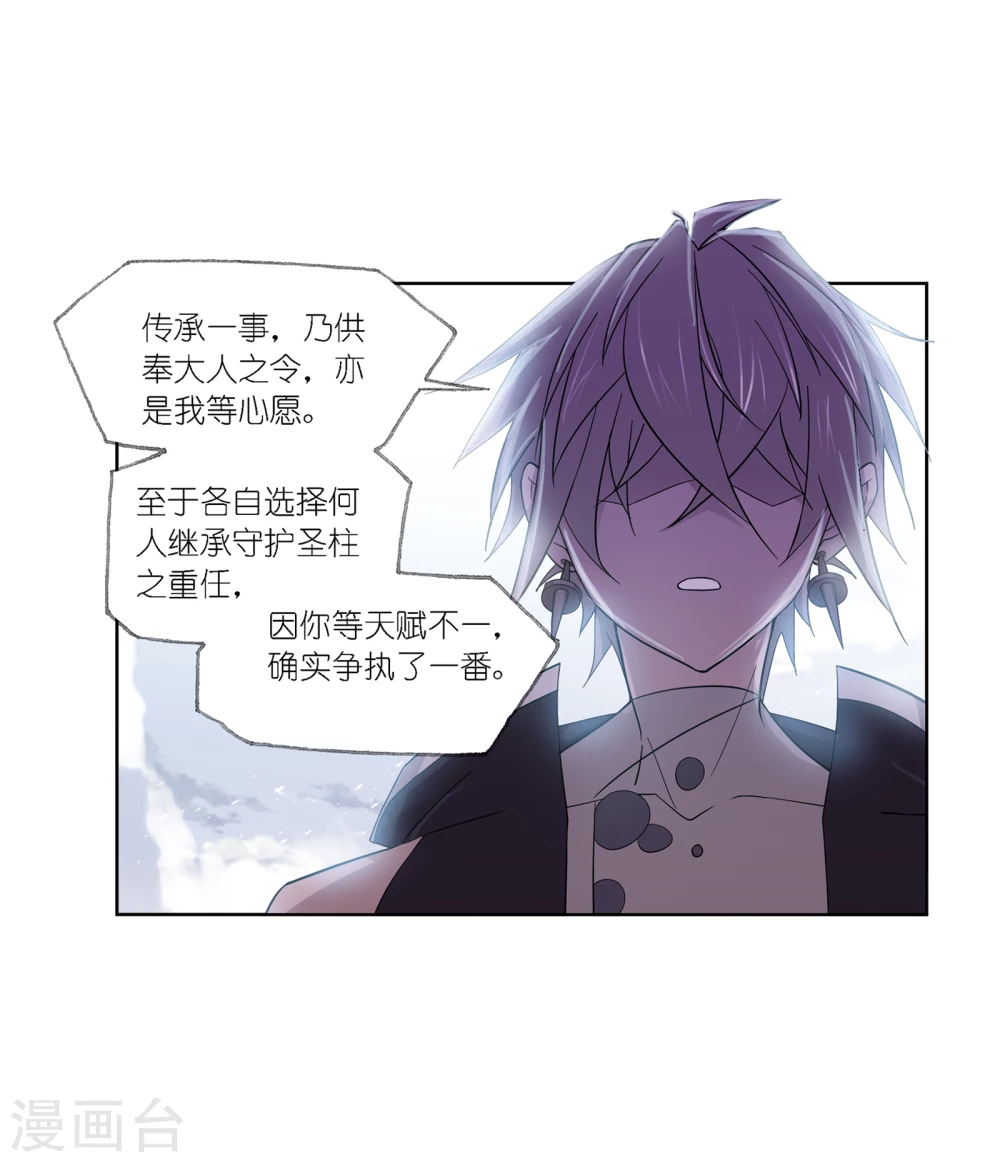 传承一事，乃供
奉大人之令，亦
是我等心愿。
至于各自选择何
人继承守护圣柱
之重任，
因你等天赋不一，
确实争执了一番。
漫画台